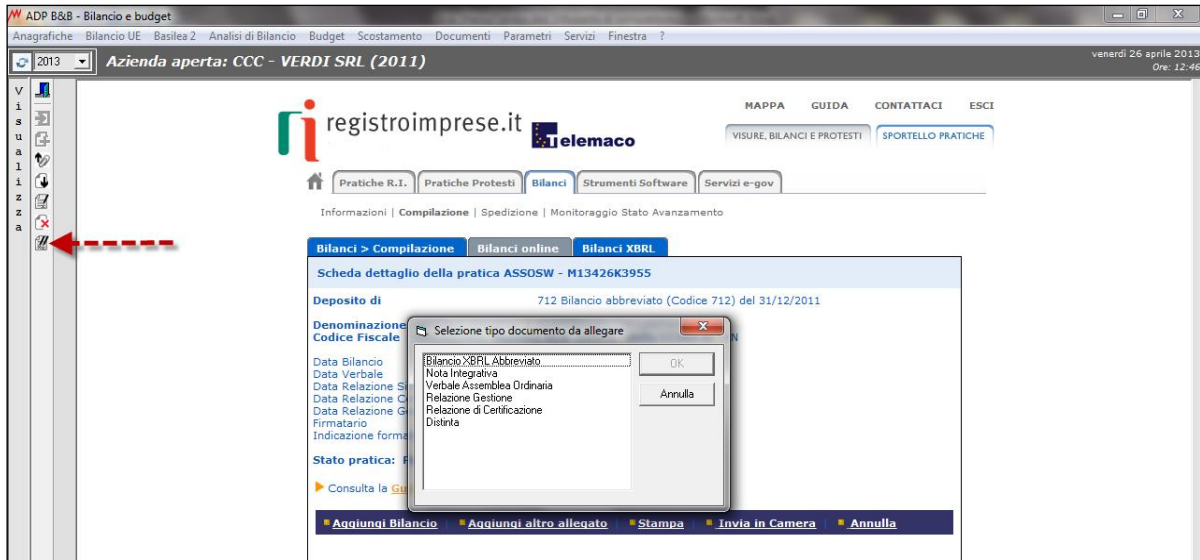 ADP B&B - Bilancio e budget
Anagrafiche Bilancio UE Basilea 2 Analisi di Bilancio Budget Scostamento Documenti Parametri Servizi Finestra ?
2013 Azienda aperta: CCC - VERDI SRL (2011)
venerdì 26 aprile 2013
Ore: 12:46
Visualizza
registroimprese.it Telemaco
MAPPA GUIDA CONTATTACI ESCI
VISURE, BILANCI E PROTESTI SPORTELLO PRATICHE
Pratiche R.I. Pratiche Protesti Bilanci Strumenti Software Servizi e-gov
Informazioni | Compilazione | Spedizione | Monitoraggio Stato Avanzamento
Bilanci > Compilazione Bilanci online Bilanci XBRL
Scheda dettaglio della pratica ASSOSW - M13426K3955
Deposito di 712 Bilancio abbreviato (Codice 712) del 31/12/2011
Denominazione
Codice Fiscale
Data Bilancio
Data Verbale
Data Relazione
Data Relazione
Data Relazione
Firmatario
Indicazione
Stato pratica:
Consulta la
Selezione tipo documento da allegare
Bilancio XBRL Abbreviato
Nota Integrativa
Verbale Assemblea Ordinaria
Relazione Gestione
Relazione di Certificazione
Distinta
OK
Annulla
Aggiungi Bilancio Aggiungi altro allegato Stampa Invia in Camera Annulla